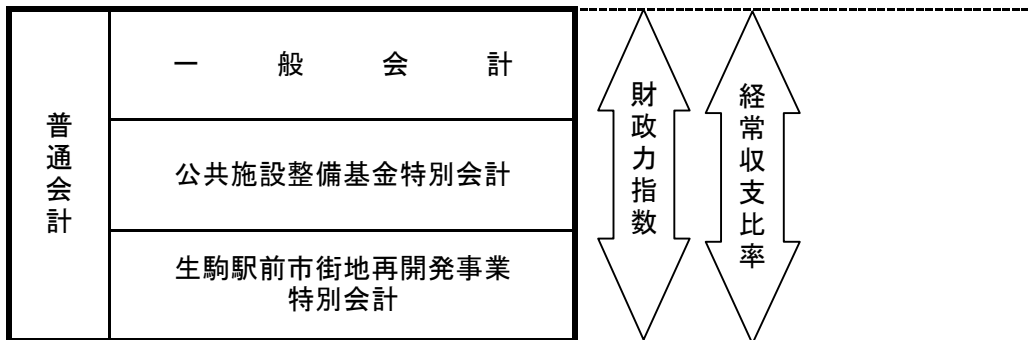 普通会計
一般会計
公共施設整備基金特別会計
生駒駅前市街地再開発事業
特別会計
財政力指数
経常収支比率